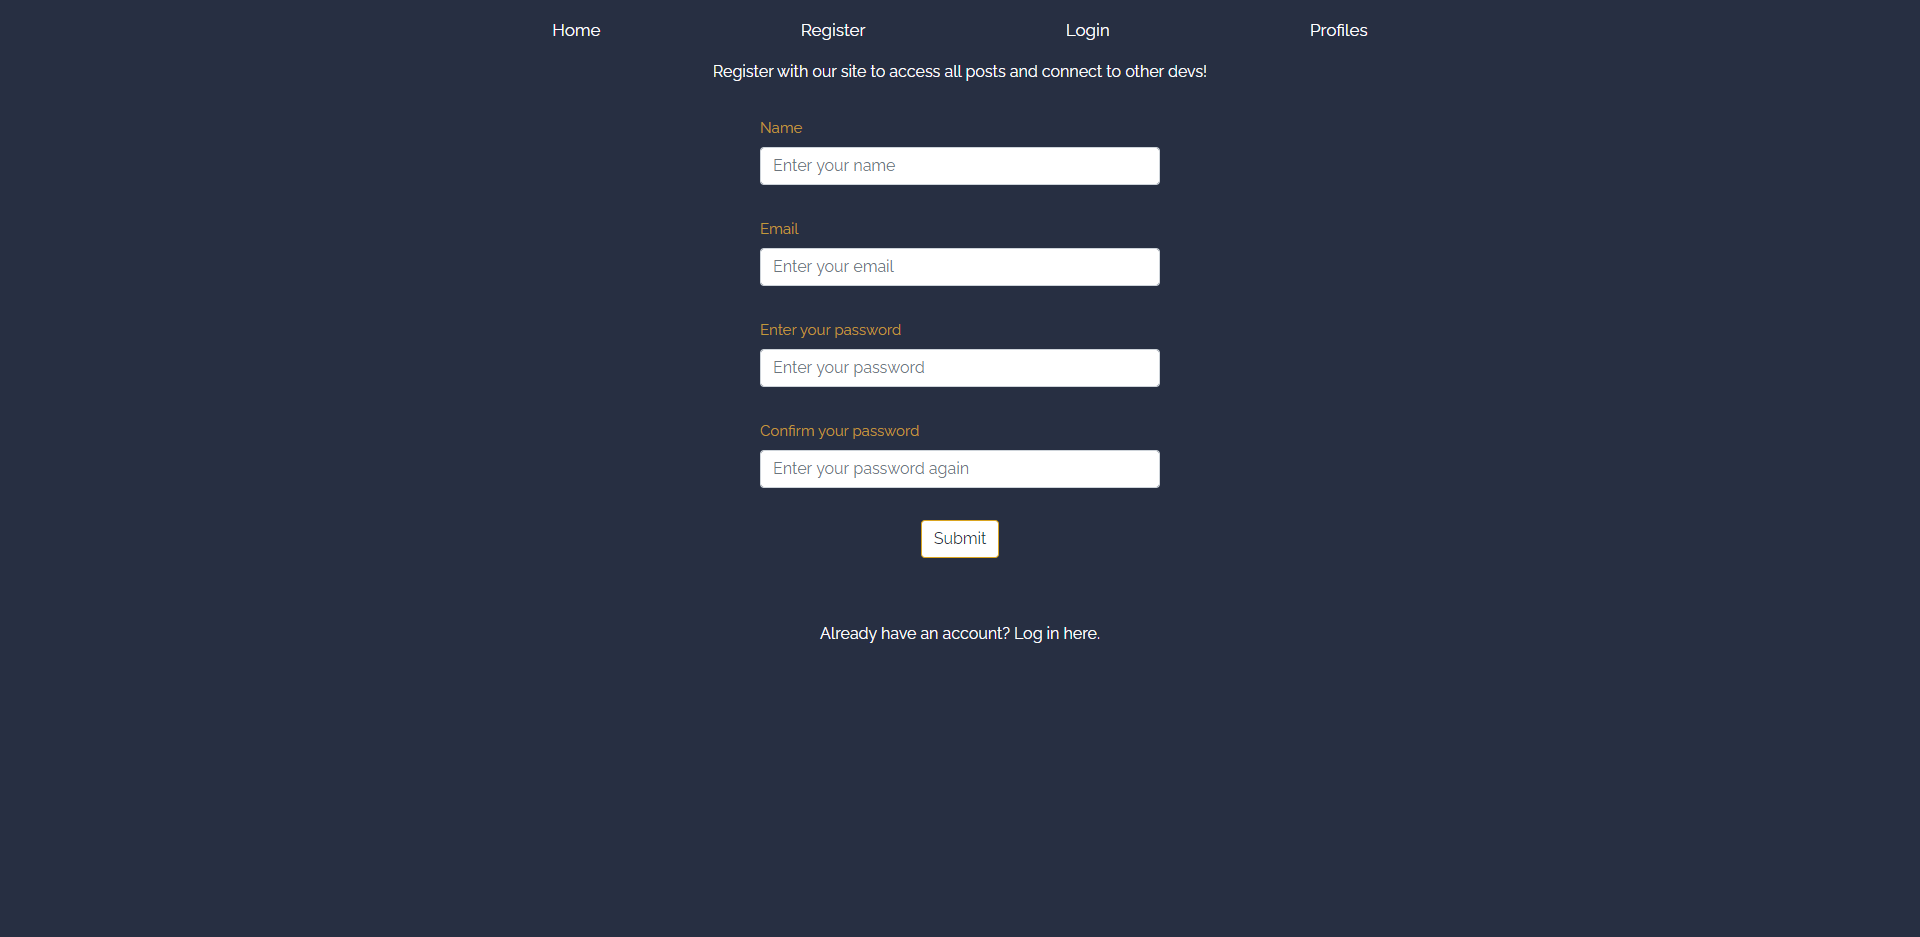 Home Register Login Profiles
Register with our site to access all posts and connect to other devs!
Name
Enter your name
Email
Enter your email
Enter your password
Enter your password
Confirm your password
Enter your password again
Submit
Already have an account? Log in here.